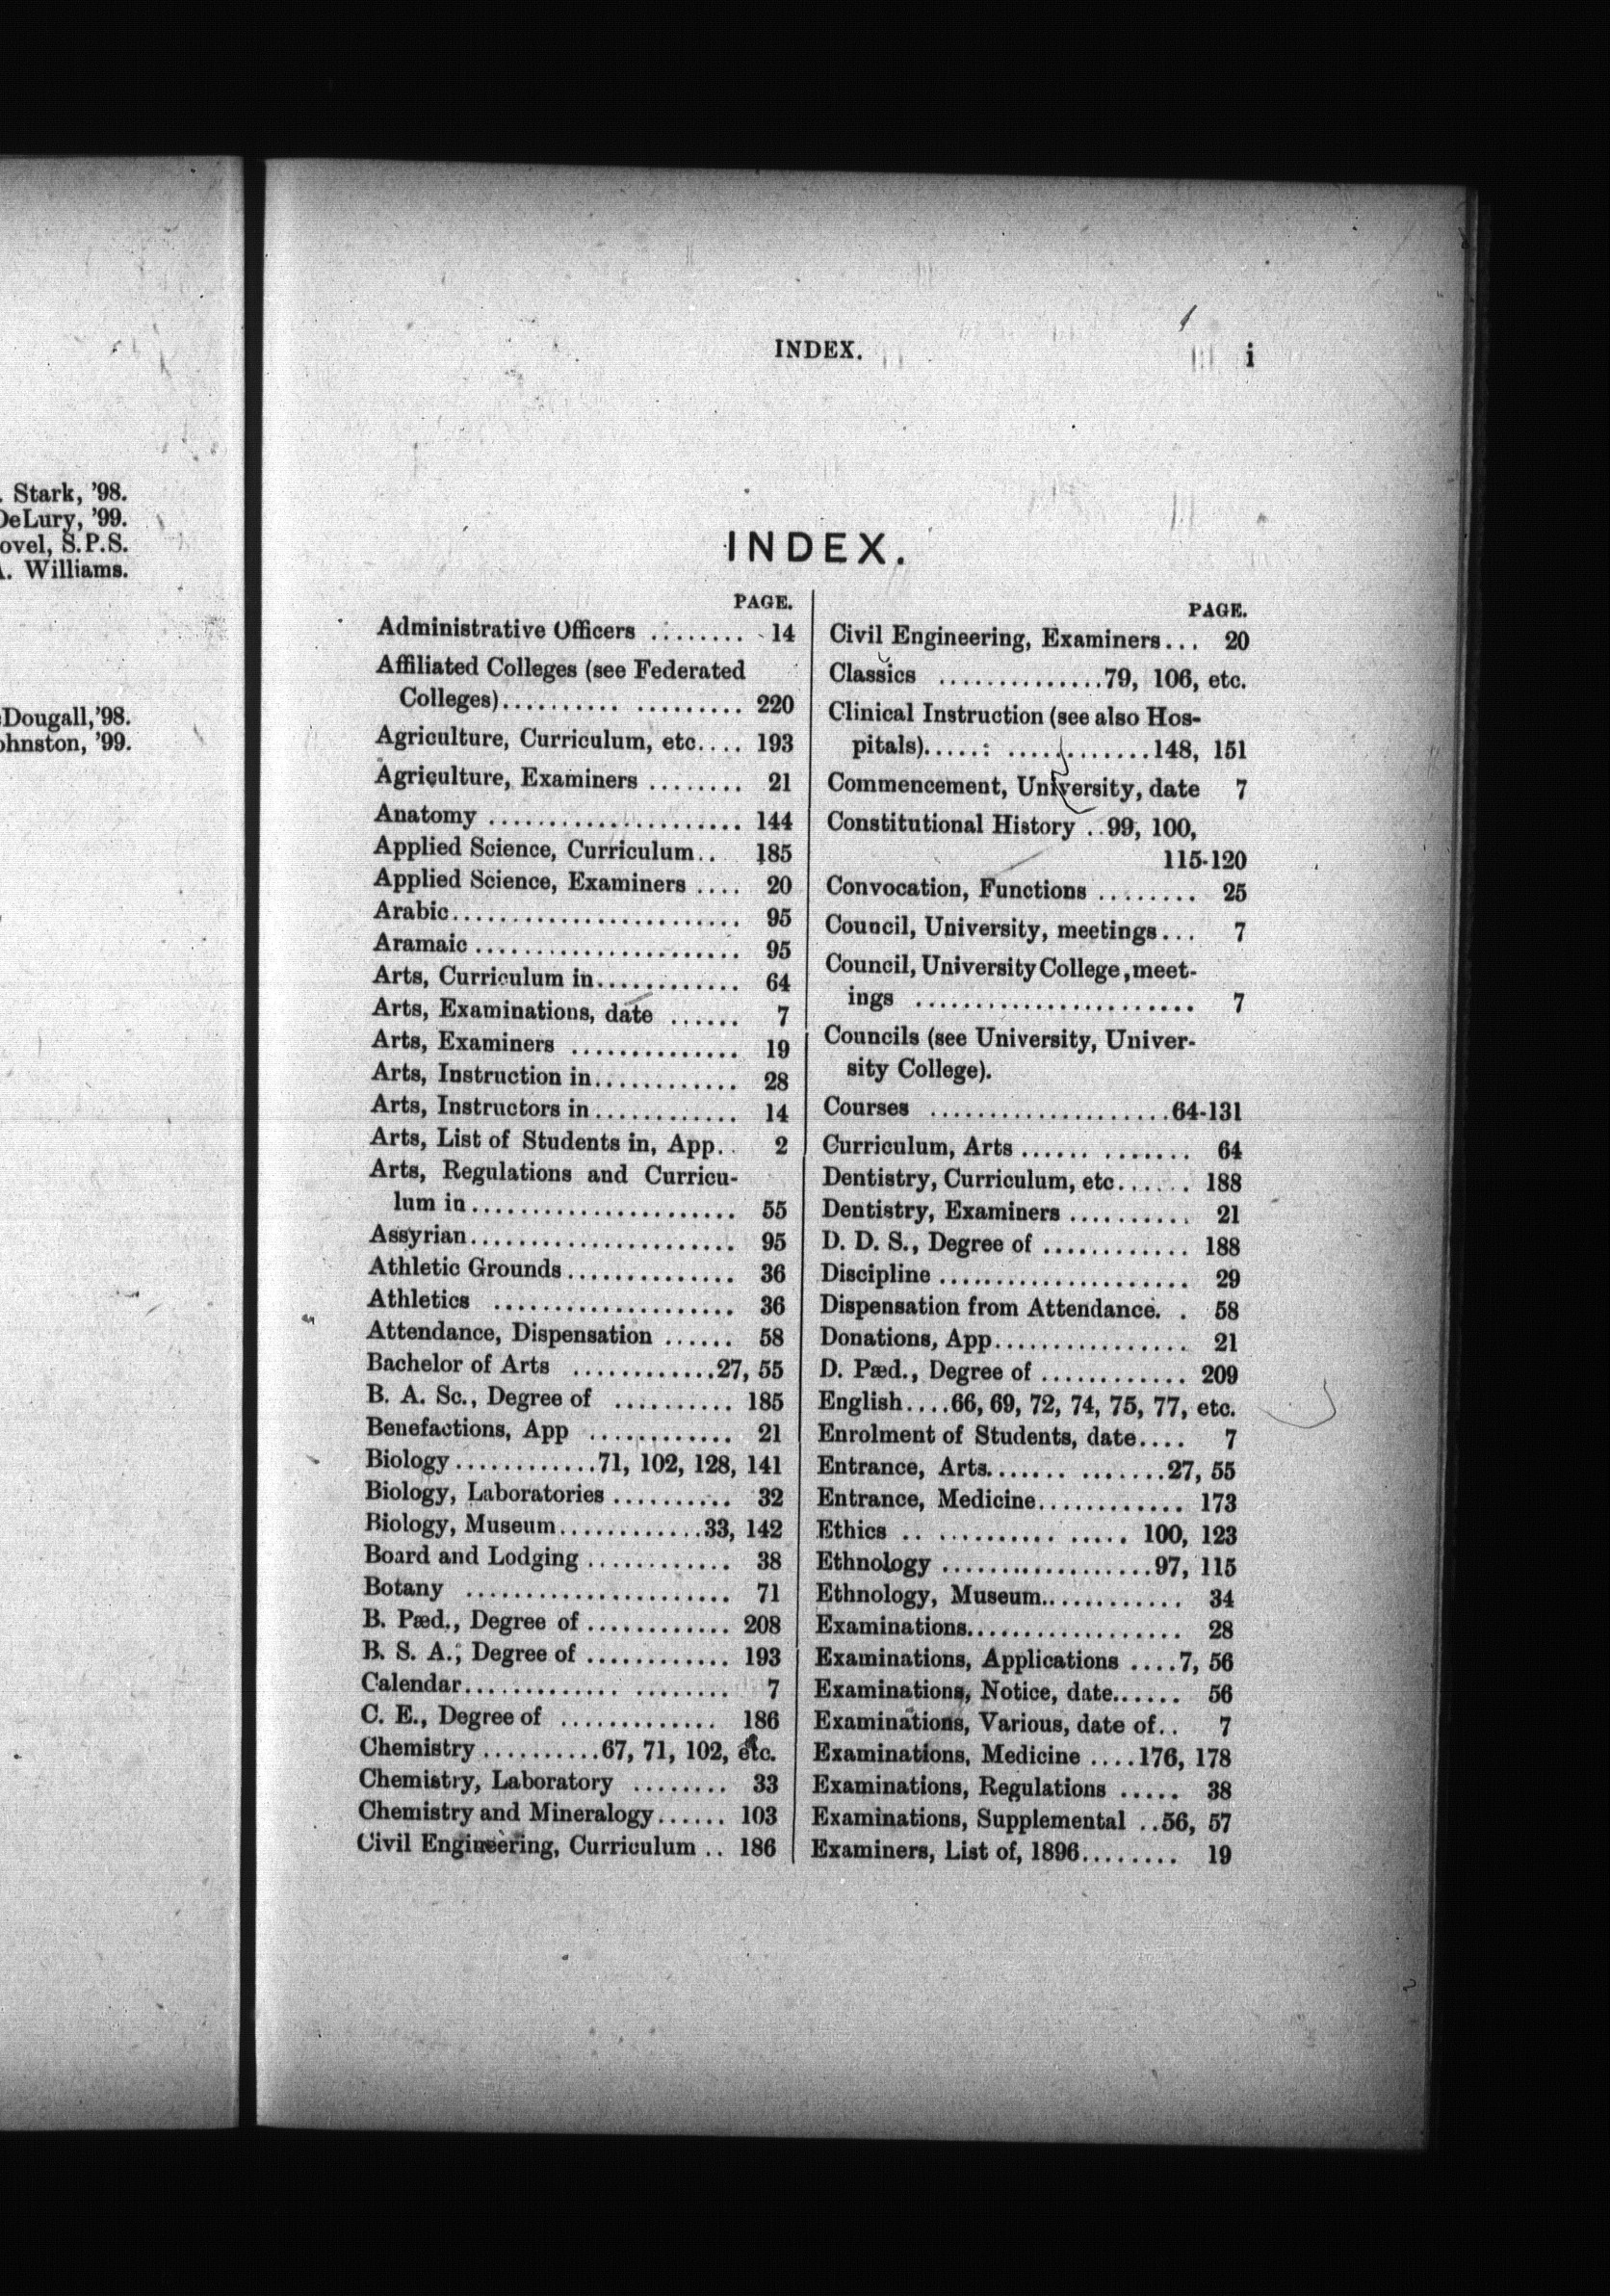 Stark, '98.
DeLury, '99.
S.P.S.
Williams.
Dougall, '98.
'99.
INDEX. i
INDEX.
PAGE.
Administrative Officers ........ 14
Affiliated Colleges (see Federated
Colleges).......... ......... 220
Agriculture, Curriculum, etc.... 193
Agriculture, Examiners ........ 21
Anatomy ..................... 144
Applied Science, Curriculum.. 185
Applied Science, Examiners .... 20
Arabic........................ 95
Aramaic ...................... 95
Arts, Curriculum in............ 64
Arts, Examinations, date ...... 7
Arts, Examiners .............. 19
Arts, Instruction in............ 28
Arts, Instructors in............ 14
Arts, List of Students in, App.. 2
Arts, Regulations and Curricu-
lum in...................... 55
Assyrian...................... 95
Athletic Grounds.............. 36
Athletics .................... 36
Attendance, Dispensation ...... 58
Bachelor of Arts ............27, 55
B. A. Sc., Degree of .......... 185
Benefactions, App ............ 21
Biology............71, 102, 128, 141
Biology, Laboratories .......... 32
Biology, Museum............33, 142
Board and Lodging ............ 38
Botany ...................... 71
B. Pæd., Degree of ............ 208
B. S. A., Degree of ............ 193
Calendar............. ........ 7
C. E., Degree of ............. 186
Chemistry..........67, 71, 102, etc.
Chemistry, Laboratory ........ 33
Chemistry and Mineralogy...... 103
Civil Engineering, Curriculum .. 186
PAGE.
Civil Engineering, Examiners... 20
Classics ..............79, 106, etc.
Clinical Instruction (see also Hos-
pitals).....: ............148, 151
Commencement, University, date 7
Constitutional History ..99, 100,
115-120
Convocation, Functions ........ 25
Council, University, meetings... 7
Council, University College, meet-
ings ........................ 7
Councils (see University, Univer-
sity College).
Courses ....................64-131
Curriculum, Arts ...... ....... 64
Dentistry, Curriculum, etc...... 188
Dentistry, Examiners .......... 21
D. D. S., Degree of ............ 188
Discipline ..................... 29
Dispensation from Attendance. . 58
Donations, App................ 21
D. Pæd., Degree of ............ 209
English....66, 69, 72, 74, 75, 77, etc.
Enrolment of Students, date.... 7
Entrance, Arts....... .......27, 55
Entrance, Medicine............ 173
Ethics .. .......... ..... 100, 123
Ethnology ..................97, 115
Ethnology, Museum............ 34
Examinations.................. 28
Examinations, Applications ....7, 56
Examinations, Notice, date...... 56
Examinations, Various, date of.. 7
Examinations, Medicine ....176, 178
Examinations, Regulations ..... 38
Examinations, Supplemental ..56, 57
Examiners, List of, 1896........ 19